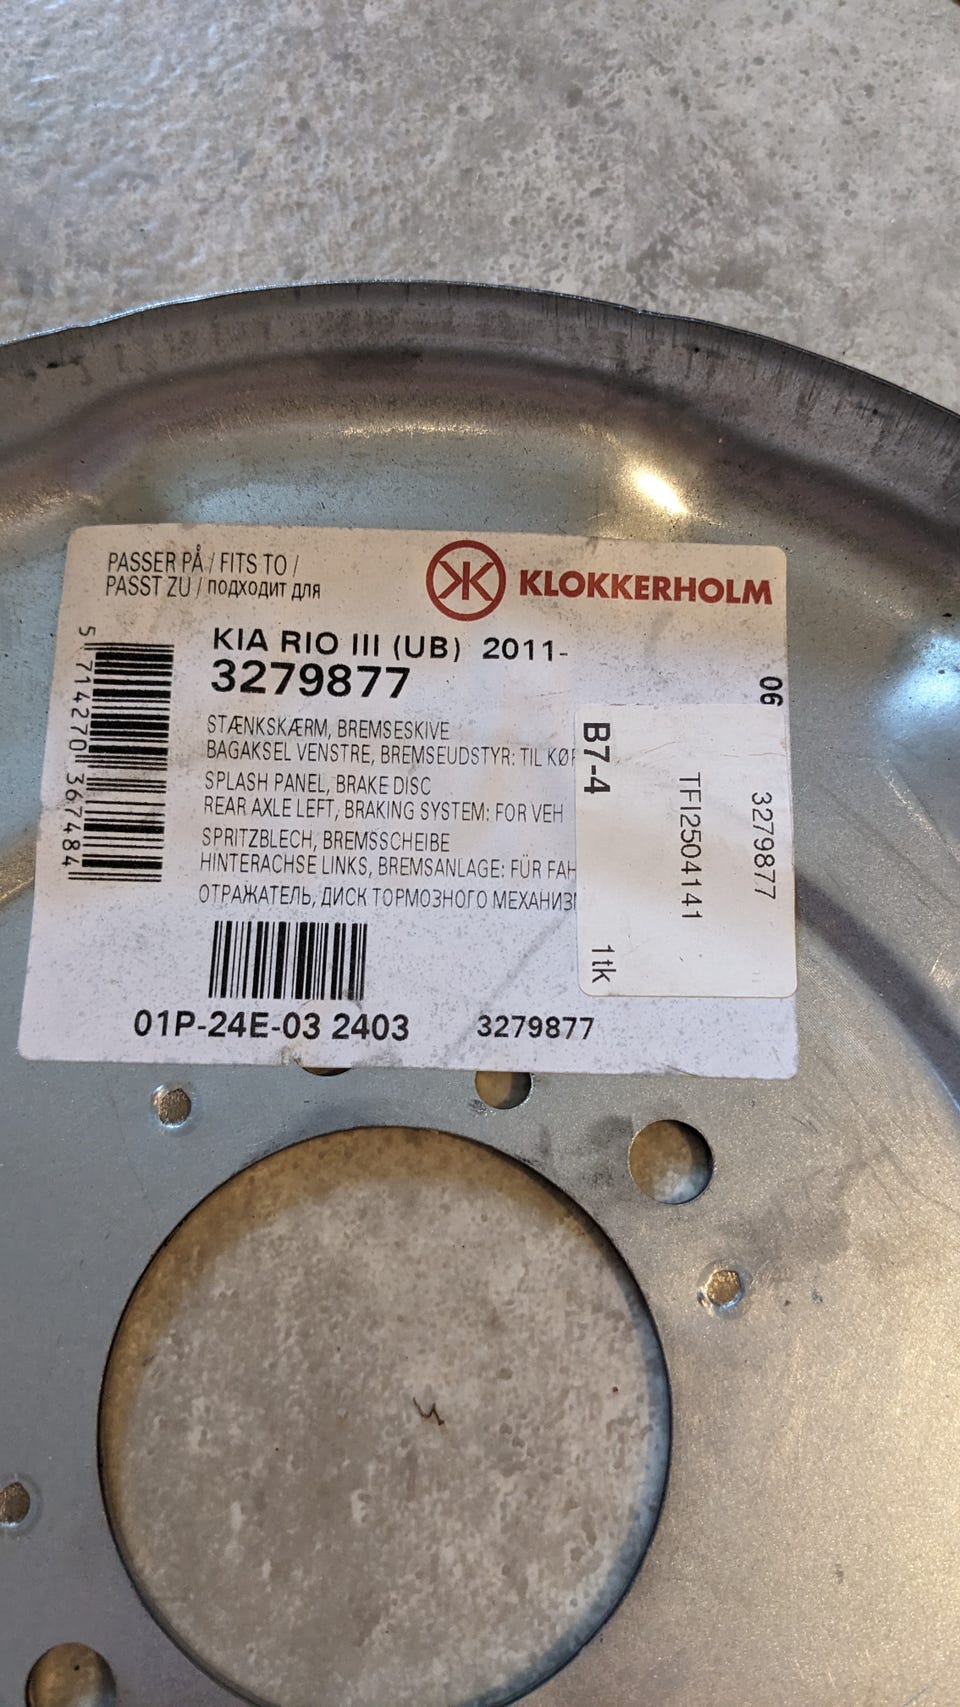 PASSER PÅ / FITS TO /
PASST ZU / подходит для
KLOKKERHOLM
KIA RIO III (UB) 2011-
3279877
06
5 714270 367484
STÆNKSKÆRM, BREMSESKIVE
BAGAKSEL VENSTRE, BREMSEUDSTYR: TIL
SPLASH PANEL, BRAKE DISC
REAR AXLE LEFT, BRAKING SYSTEM: FOR VEH
SPRITZBLECH, BREMSSCHEIBE
HINTERACHSE LINKS, BREMSANLAGE: FÜR FAH
ОТРАЖАТЕЛЬ, ДИСК ТОРМОЗНОГО
01P-24E-03 2403 3279877
3279877
TFI2504141
B7-4 1tk